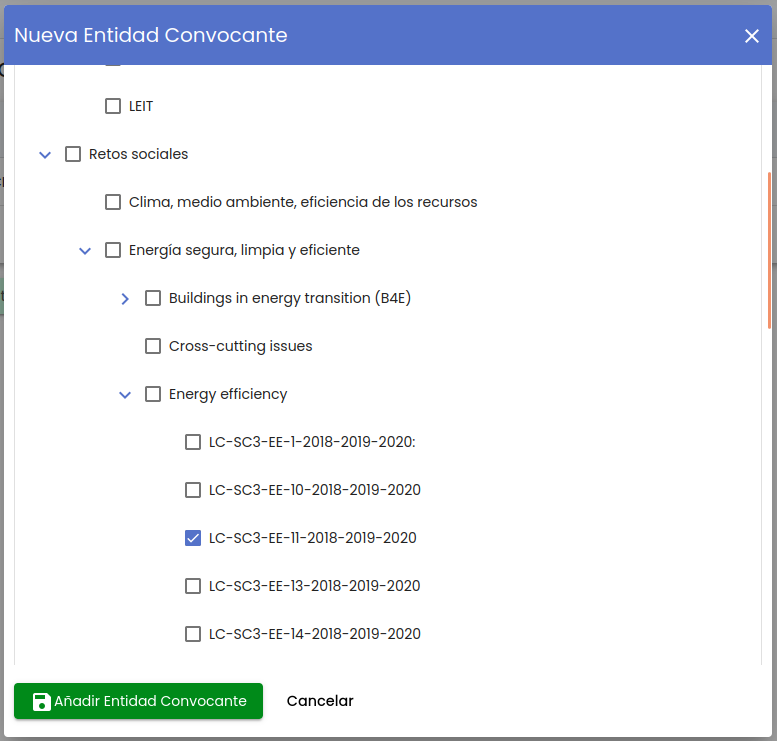 Nueva Entidad Convocante
LEIT
Retos sociales
Clima, medio ambiente, eficiencia de los recursos
Energía segura, limpia y eficiente
Buildings in energy transition (B4E)
Cross-cutting issues
Energy efficiency
LC-SC3-EE-1-2018-2019-2020:
LC-SC3-EE-10-2018-2019-2020
LC-SC3-EE-11-2018-2019-2020
LC-SC3-EE-13-2018-2019-2020
LC-SC3-EE-14-2018-2019-2020
Añadir Entidad Convocante
Cancelar